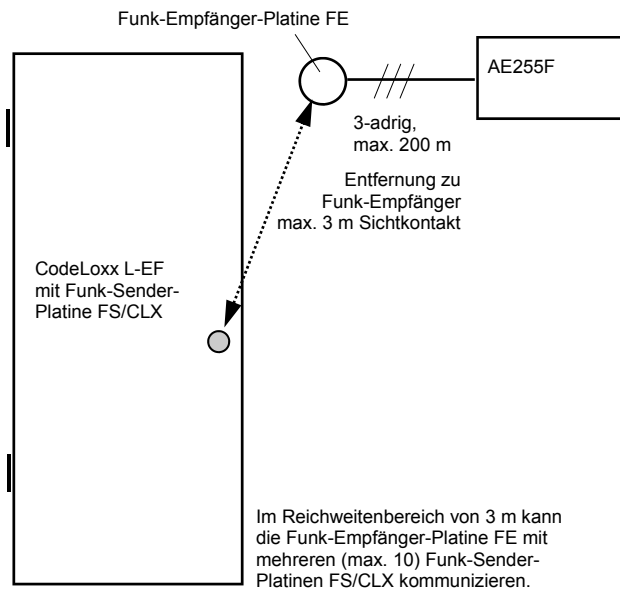 Funk-Empfänger-Platine FE
AE255F
3-adrig,
max. 200 m
Entfernung zu
Funk-Empfänger
max. 3 m Sichtkontakt
CodeLoxx L-EF
mit Funk-Sender-
Platine FS/CLX
Im Reichweitenbereich von 3 m kann
die Funk-Empfänger-Platine FE mit
mehreren (max. 10) Funk-Sender-
Platinen FS/CLX kommunizieren.